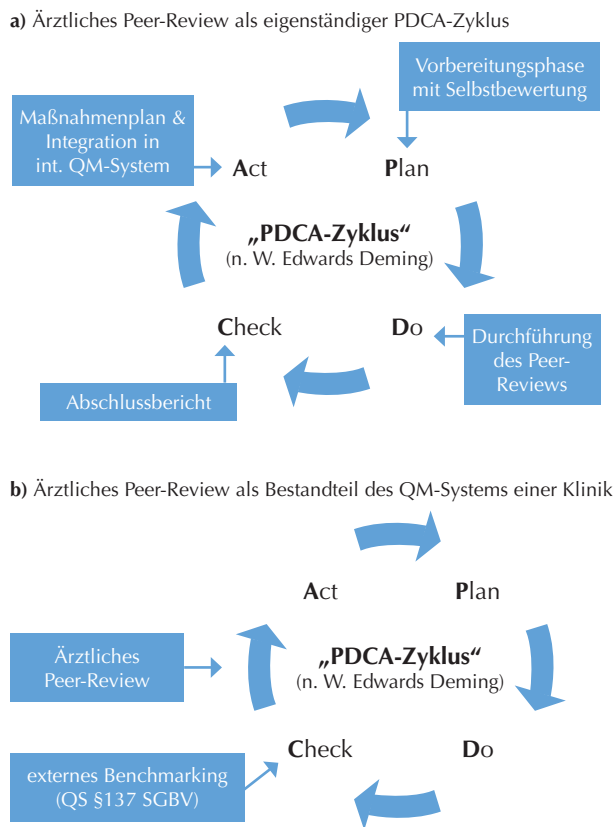 a) Ärztliches Peer-Review als eigenständiger PDCA-Zyklus
Vorbereitungsphase
mit Selbstbewertung
Maßnahmenplan &
Integration in
int. QM-System
Act
Plan
„PDCA-Zyklus“
(n. W. Edwards Deming)
Check
Do
Durchführung
des Peer-
Reviews
Abschlussbericht
b) Ärztliches Peer-Review als Bestandteil des QM-Systems einer Klinik
Act
Plan
Ärztliches
Peer-Review
„PDCA-Zyklus“
(n. W. Edwards Deming)
Check
Do
externes Benchmarking
(QS §137 SGBV)